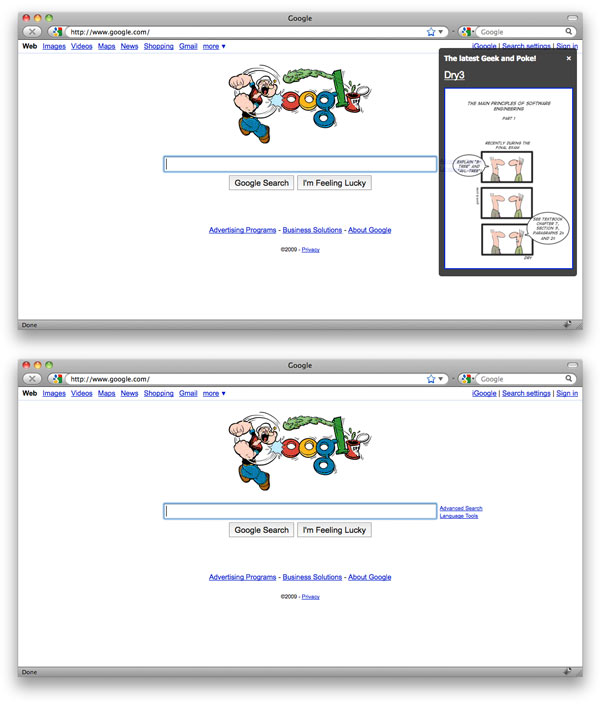 Google
http://www.google.com/
Google
Web Images Videos Maps News Shopping Gmail more ▼
iGoogle | Search settings | Sign in
The latest Geek and Poke!
Dry3
THE MAIN PRINCIPLES OF SOFTWARE
ENGINEERING
PART 1
RECENTLY DURING THE
FINAL EXAM
EXPLAIN "B-
TREE" AND
"AVL-TREE"
SEE TEXTBOOK
CHAPTER 7,
SECTION 3,
PARAGRAPHS 2a
AND 2c
DRY
Google Search
I'm Feeling Lucky
Advertising Programs - Business Solutions - About Google
©2009 - Privacy
Done
Google
http://www.google.com/
Google
Web Images Videos Maps News Shopping Gmail more ▼
iGoogle | Search settings | Sign in
Advanced Search
Language Tools
Google Search
I'm Feeling Lucky
Advertising Programs - Business Solutions - About Google
©2009 - Privacy
Done